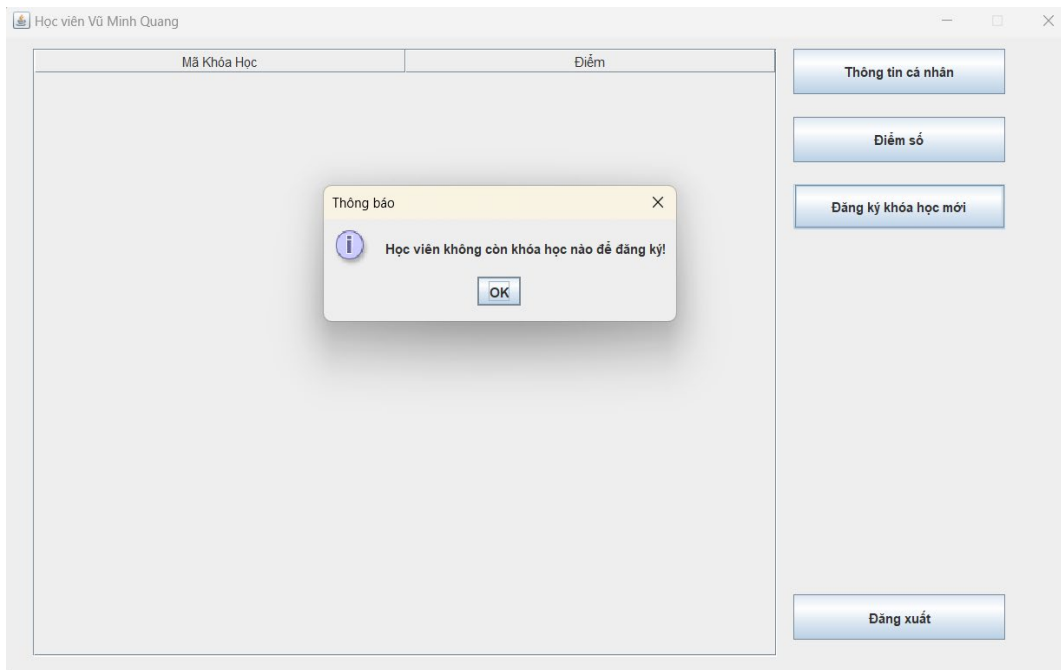 Học viên Vũ Minh Quang
Mã Khóa Học
Điểm
Thông tin cá nhân
Điểm số
Đăng ký khóa học mới
Thông báo
Học viên không còn khóa học nào để đăng ký!
OK
Đăng xuất